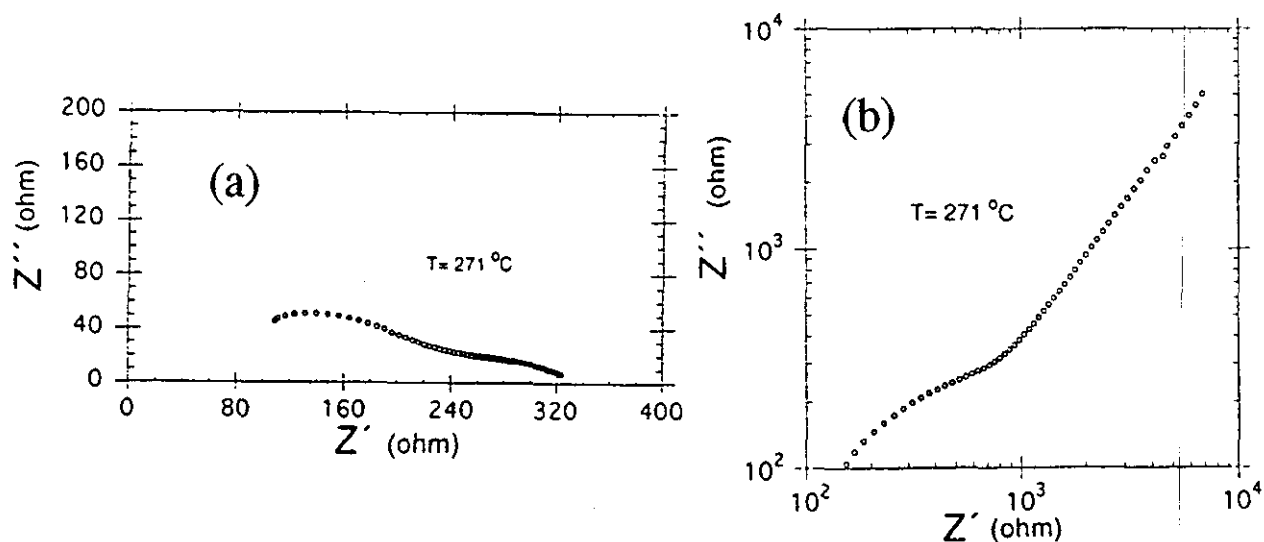 (a)
Z′′ (ohm)
200
160
120
80
40
0
T= 271 °C
0 80 160 240 320 400
Z′ (ohm)
(b)
Z′′ (ohm)
10⁴
10³
10²
T= 271 °C
10² 10³ 10⁴
Z′ (ohm)